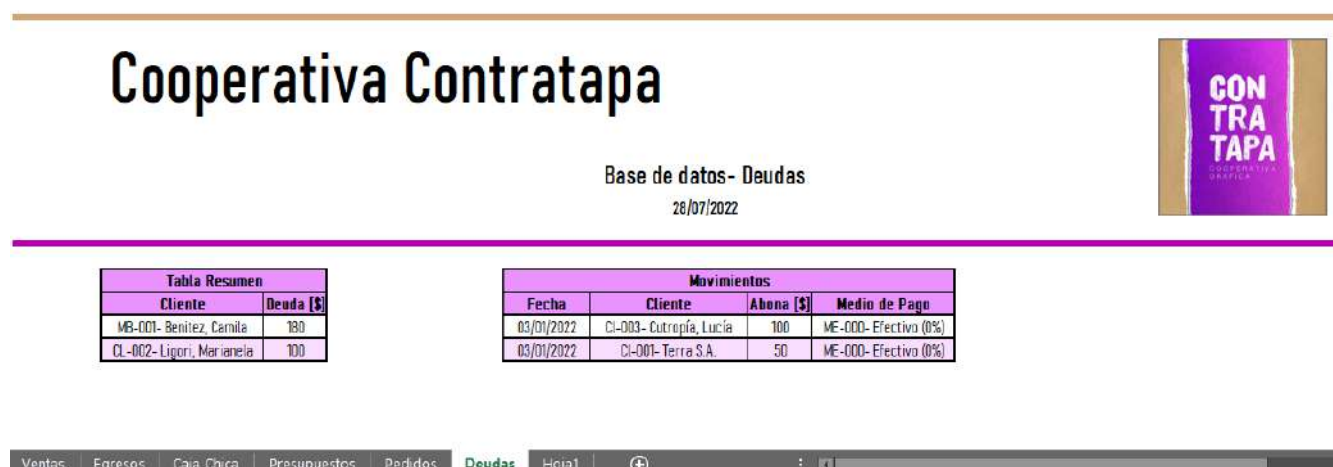 Cooperativa Contratapa
CON
TRA
TAPA
COOPERATIVA
GRÁFICA
Base de datos- Deudas
28/07/2022
Tabla Resumen
Cliente Deuda [$]
MB-001- Benitez, Camila 180
CL-002- Ligori, Marianela 100
Movimientos
Fecha Cliente Abona [$] Medio de Pago
03/01/2022 CI-003- Cutropía, Lucía 100 ME-000- Efectivo (0%)
03/01/2022 CI-001- Terra S.A. 50 ME-000- Efectivo (0%)
Ventas Egresos Caja Chica Presupuestos Pedidos Deudas Hoja1